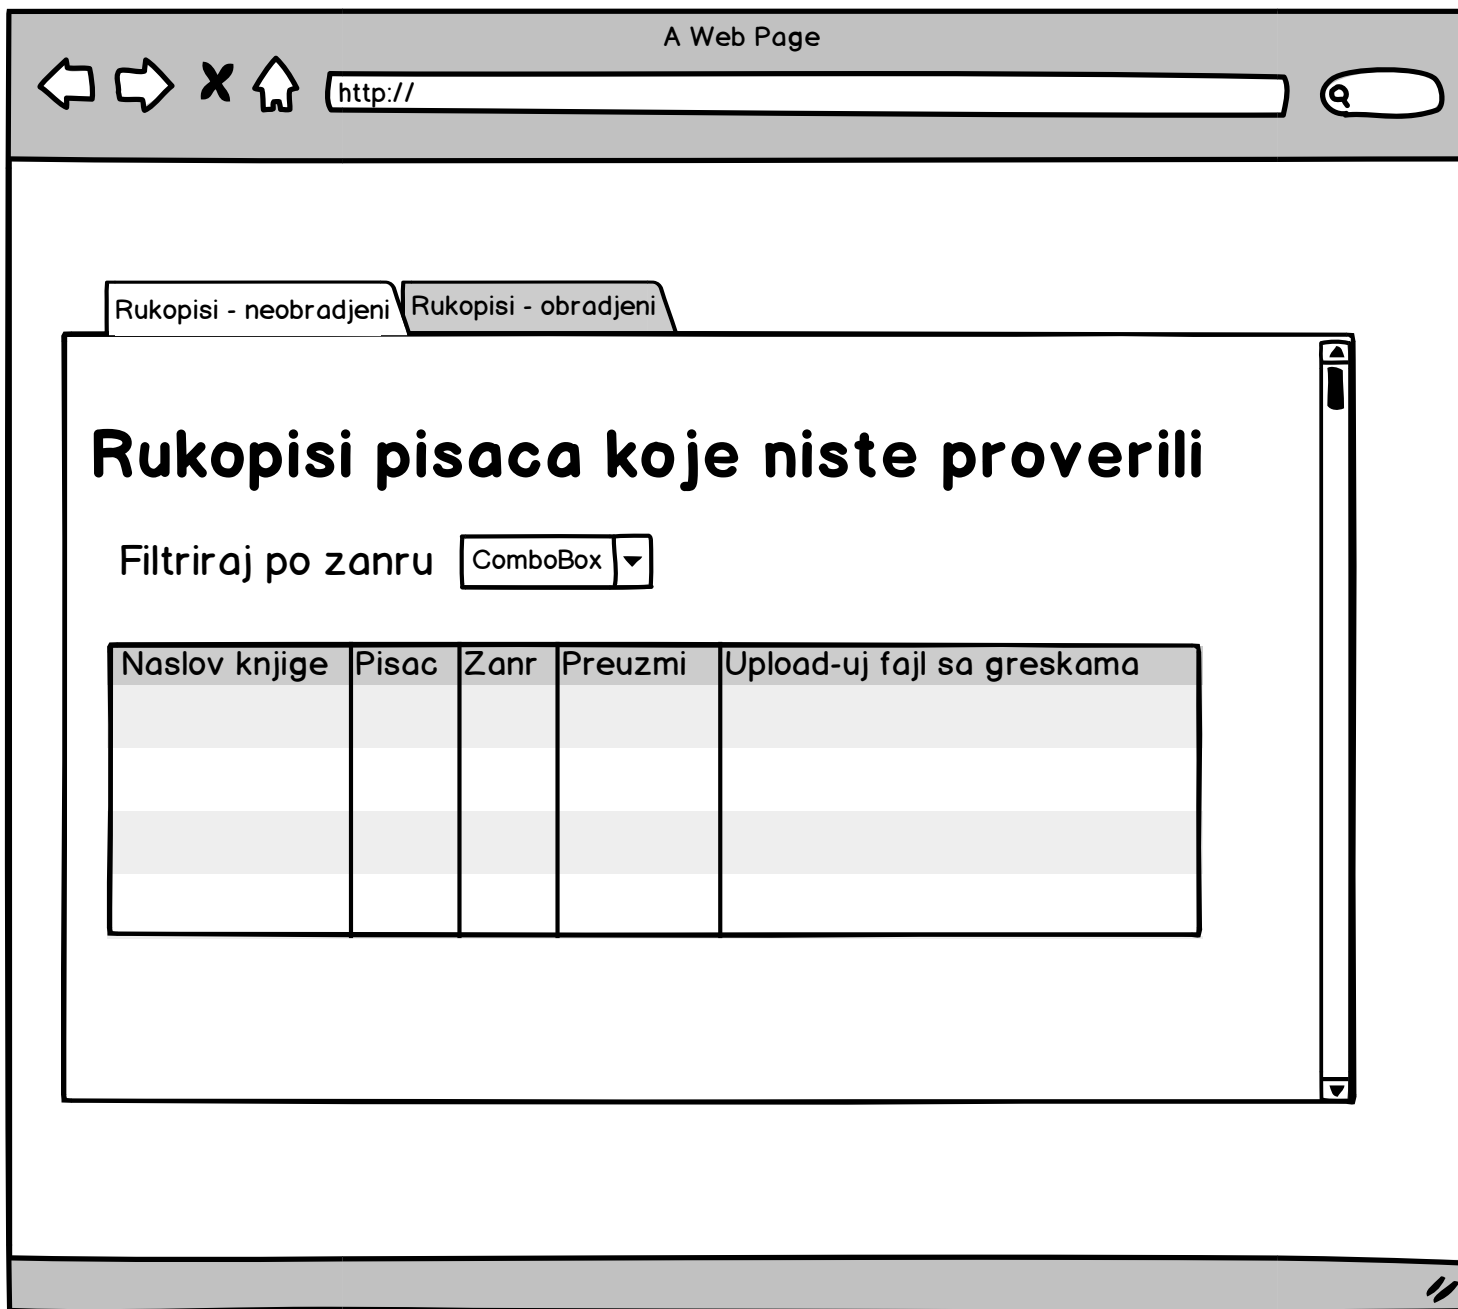 A Web Page
http://
Rukopisi - neobradjeni
Rukopisi - obradjeni
Rukopisi pisaca koje niste proverili
Filtriraj po zanru
ComboBox
Naslov knjige Pisac Zanr Preuzmi Upload-uj fajl sa greskama